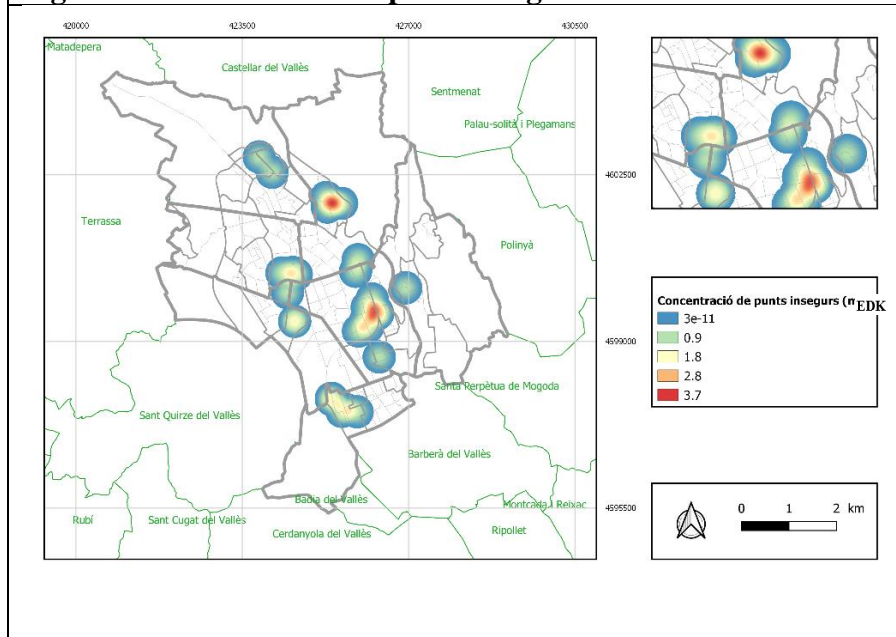 420000
423500
427000
430500
Matadepera
Castellar del Vallès
Sentmenat
Palau-solità i Plegamans
4602500
Terrassa
Polinyà
4599000
Santa Perpètua de Mogoda
Sant Quirze del Vallès
Barberà del Vallès
Badia del Vallès
Montcada i Reixac
4595500
Rubí
Sant Cugat del Vallès
Cerdanyola del Vallès
Ripollet
Concentració de punts insegurs (mEDK
3e-11
0.9
1.8
2.8
3.7
0 1 2 km